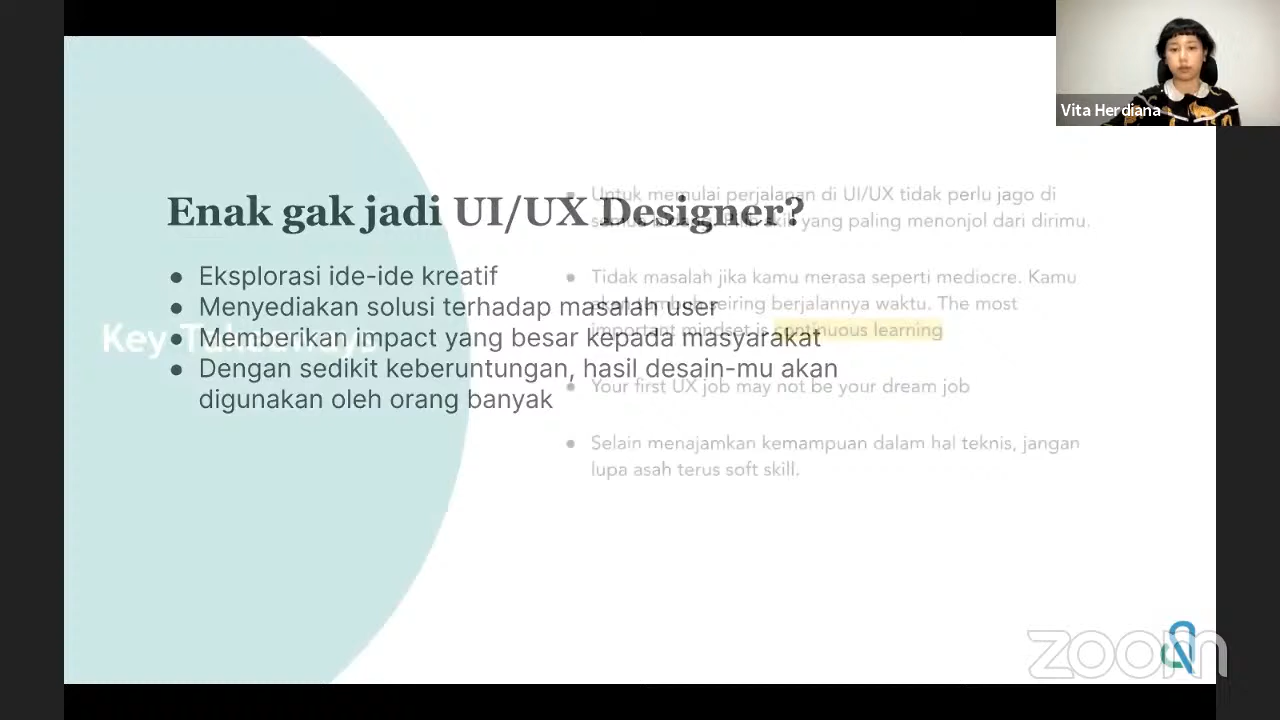 Vita Herdiana
Enak gak jadi UI/UX Designer?
Eksplorasi ide-ide kreatif
Menyediakan solusi terhadap masalah user
Memberikan impact yang besar kepada masyarakat
Dengan sedikit keberuntungan, hasil desain-mu akan
digunakan oleh orang banyak
Key Takeaways
Untuk memulai perjalanan di UI/UX tidak perlu jago di
yang paling menonjol dari dirimu.
Tidak masalah jika kamu merasa seperti mediocre. Kamu
seiring berjalannya waktu. The most
important mindset is continuous learning
Your first UX job may not be your dream job
Selain menajamkan kemampuan dalam hal teknis, jangan
lupa asah terus soft skill.
zoom